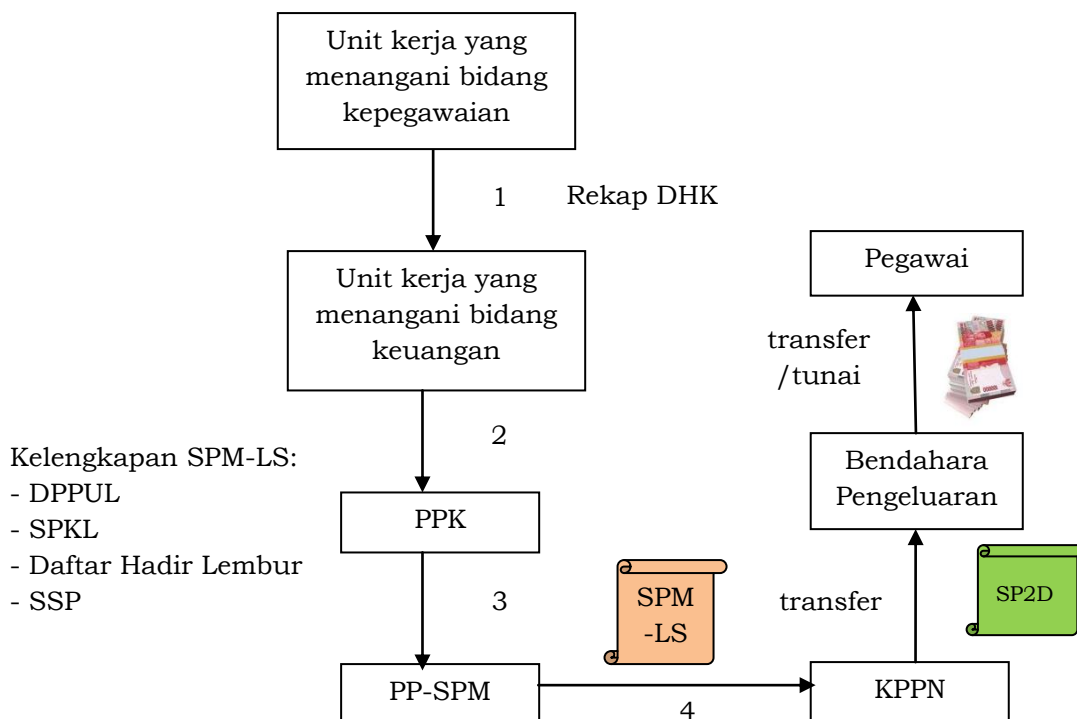 Unit kerja yang
menangani bidang
kepegawaian
1 Rekap DHK
Unit kerja yang
menangani bidang
keuangan
Pegawai
transfer
/tunai
2
Kelengkapan SPM-LS:
- DPPUL
- SPKL
- Daftar Hadir Lembur
- SSP
PPK
Bendahara
Pengeluaran
3
SPM
-LS
transfer
SP2D
PP-SPM
4
KPPN